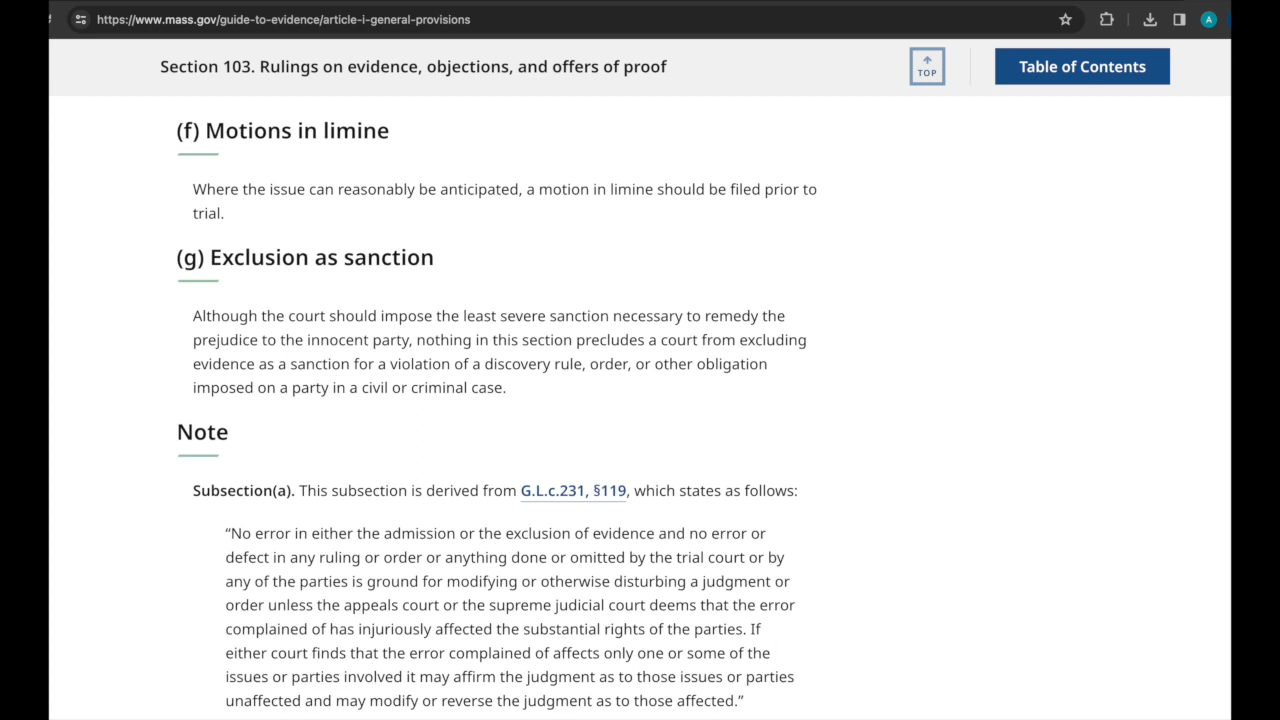 https://www.mass.gov/guide-to-evidence/article-i-general-provisions
A
Section 103. Rulings on evidence, objections, and offers of proof
TOP
Table of Contents
(f) Motions in limine
Where the issue can reasonably be anticipated, a motion in limine should be filed prior to
trial.
(g) Exclusion as sanction
Although the court should impose the least severe sanction necessary to remedy the
prejudice to the innocent party, nothing in this section precludes a court from excluding
evidence as a sanction for a violation of a discovery rule, order, or other obligation
imposed on a party in a civil or criminal case.
Note
Subsection(a). This subsection is derived from G.L.c.231, §119, which states as follows:
“No error in either the admission or the exclusion of evidence and no error or
defect in any ruling or order or anything done or omitted by the trial court or by
any of the parties is ground for modifying or otherwise disturbing a judgment or
order unless the appeals court or the supreme judicial court deems that the error
complained of has injuriously affected the substantial rights of the parties. If
either court finds that the error complained of affects only one or some of the
issues or parties involved it may affirm the judgment as to those issues or parties
unaffected and may modify or reverse the judgment as to those affected.”